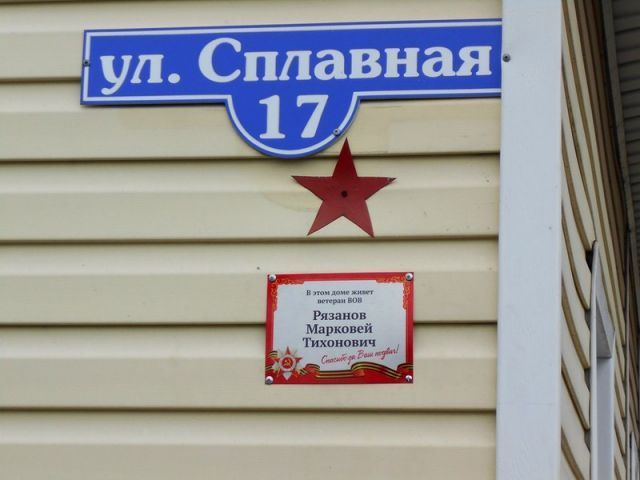 ул. Сплавная
17
В этом доме живет
ветеран ВОВ
Рязанов
Марковей
Тихонович
Спасибо за Ваш подвиг!